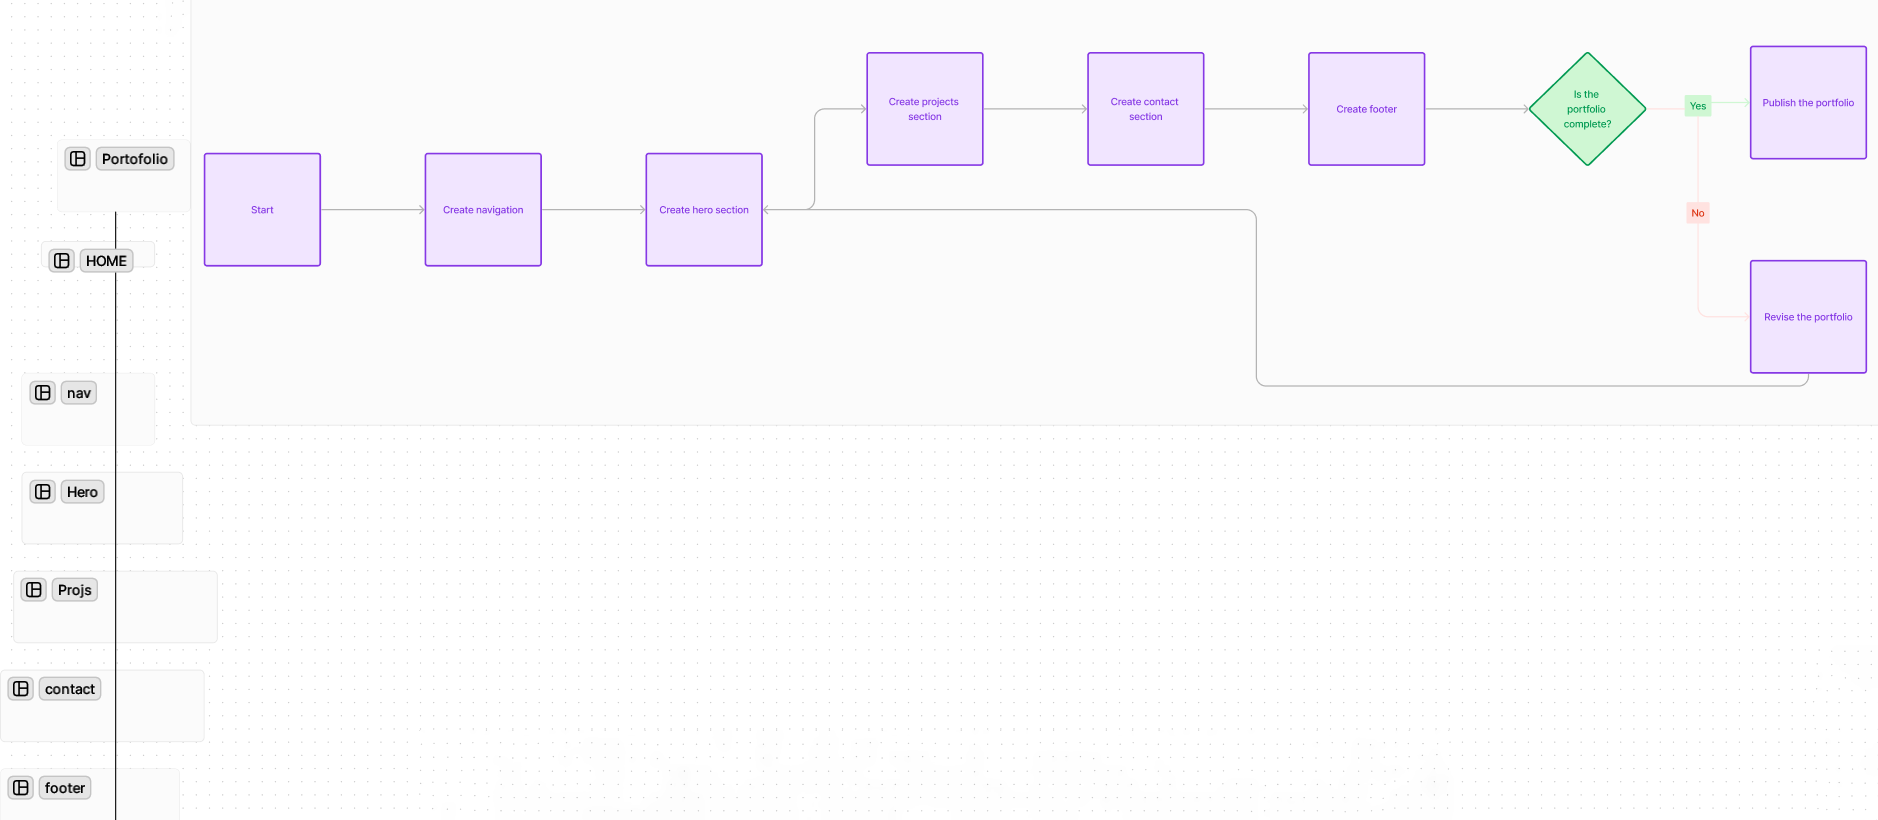 Portofolio
HOME
nav
Hero
Projs
contact
footer
Start
Create navigation
Create hero section
Create projects
section
Create contact
section
Create footer
Is the
portfolio
complete?
Yes
No
Publish the portfolio
Revise the portfolio